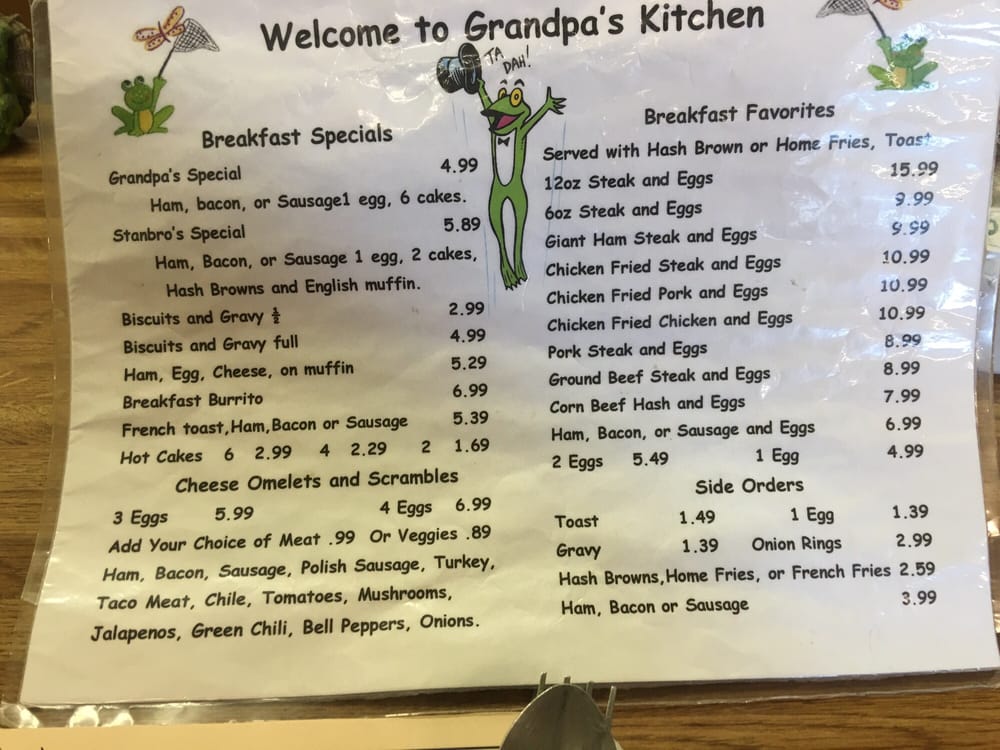 Welcome to Grandpa's Kitchen
TA DAH!
Breakfast Specials
Grandpa's Special 4.99
Ham, bacon, or Sausage1 egg, 6 cakes.
Stanbro's Special 5.89
Ham, Bacon, or Sausage 1 egg, 2 cakes,
Hash Browns and English muffin.
Biscuits and Gravy ½ 2.99
Biscuits and Gravy full 4.99
Ham, Egg, Cheese, on muffin 5.29
Breakfast Burrito 6.99
French toast,Ham,Bacon or Sausage 5.39
Hot Cakes 6 2.99 4 2.29 2 1.69
Cheese Omelets and Scrambles
3 Eggs 5.99 4 Eggs 6.99
Add Your Choice of Meat .99 Or Veggies .89
Ham, Bacon, Sausage, Polish Sausage, Turkey,
Taco Meat, Chile, Tomatoes, Mushrooms,
Jalapenos, Green Chili, Bell Peppers, Onions.
Breakfast Favorites
Served with Hash Brown or Home Fries, Toast
12oz Steak and Eggs 15.99
6oz Steak and Eggs 9.99
Giant Ham Steak and Eggs 9.99
Chicken Fried Steak and Eggs 10.99
Chicken Fried Pork and Eggs 10.99
Chicken Fried Chicken and Eggs 10.99
Pork Steak and Eggs 8.99
Ground Beef Steak and Eggs 8.99
Corn Beef Hash and Eggs 7.99
Ham, Bacon, or Sausage and Eggs 6.99
2 Eggs 5.49 1 Egg 4.99
Side Orders
Toast 1.49 1 Egg 1.39
Gravy 1.39 Onion Rings 2.99
Hash Browns,Home Fries, or French Fries 2.59
Ham, Bacon or Sausage 3.99